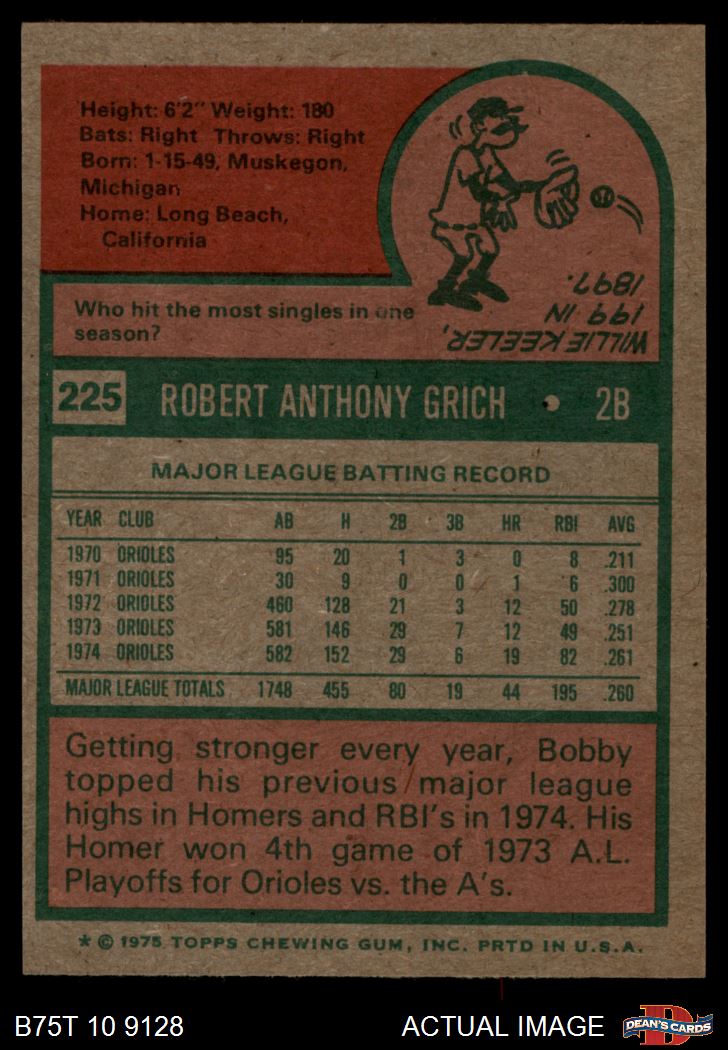 Height: 6'2" Weight: 180
Bats: Right Throws: Right
Born: 1-15-49, Muskegon,
Michigan
Home: Long Beach,
California
Who hit the most singles in one
season?
WILLIE KEELER,
199 IN
1897.
225 ROBERT ANTHONY GRICH • 2B
MAJOR LEAGUE BATTING RECORD
YEAR CLUB AB H 2B 3B HR RBI AVG
1970 ORIOLES 95 20 1 3 0 8 .211
1971 ORIOLES 30 9 0 0 1 6 .300
1972 ORIOLES 460 128 21 3 12 50 .278
1973 ORIOLES 581 146 29 7 12 49 .251
1974 ORIOLES 582 152 29 6 19 82 .261
MAJOR LEAGUE TOTALS 1748 455 80 19 44 195 .260
Getting stronger every year, Bobby
topped his previous major league
highs in Homers and RBI's in 1974. His
Homer won 4th game of 1973 A.L.
Playoffs for Orioles vs. the A's.
* © 1975 TOPPS CHEWING GUM, INC. PRTD IN U.S.A.
B75T 10 9128 ACTUAL IMAGE
D
DEAN'S CARDS